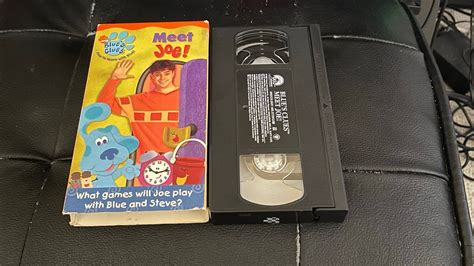 Blue's
Clues
Meet
Joe!
What games will Joe play
with Blue and Steve?
BLUE'S CLUES
MEET JOE!